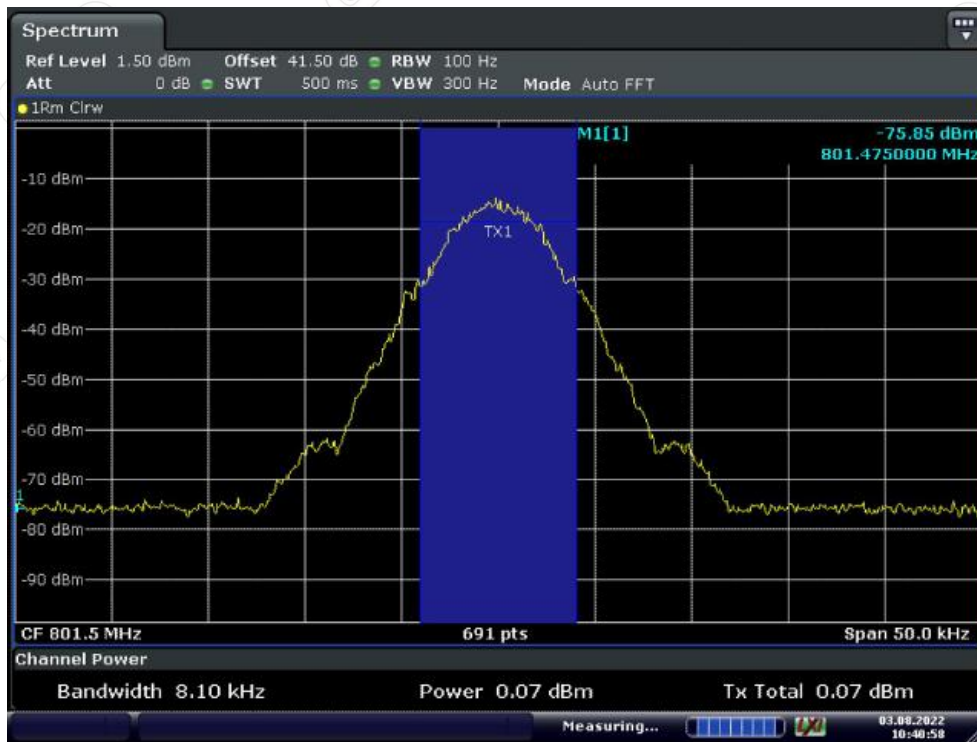 Spectrum
Ref Level 1.50 dBm Offset 41.50 dB RBW 100 Hz
Att 0 dB SWT 500 ms VBW 300 Hz Mode Auto FFT
1Rm Clrw
M1[1] -75.85 dBm
801.4750000 MHz
-10 dBm
-20 dBm
TX1
-30 dBm
-40 dBm
-50 dBm
-60 dBm
-70 dBm
1
-80 dBm
-90 dBm
CF 801.5 MHz 691 pts Span 50.0 kHz
Channel Power
Bandwidth 8.10 kHz Power 0.07 dBm Tx Total 0.07 dBm
Measuring... 03.08.2022
10:40:58